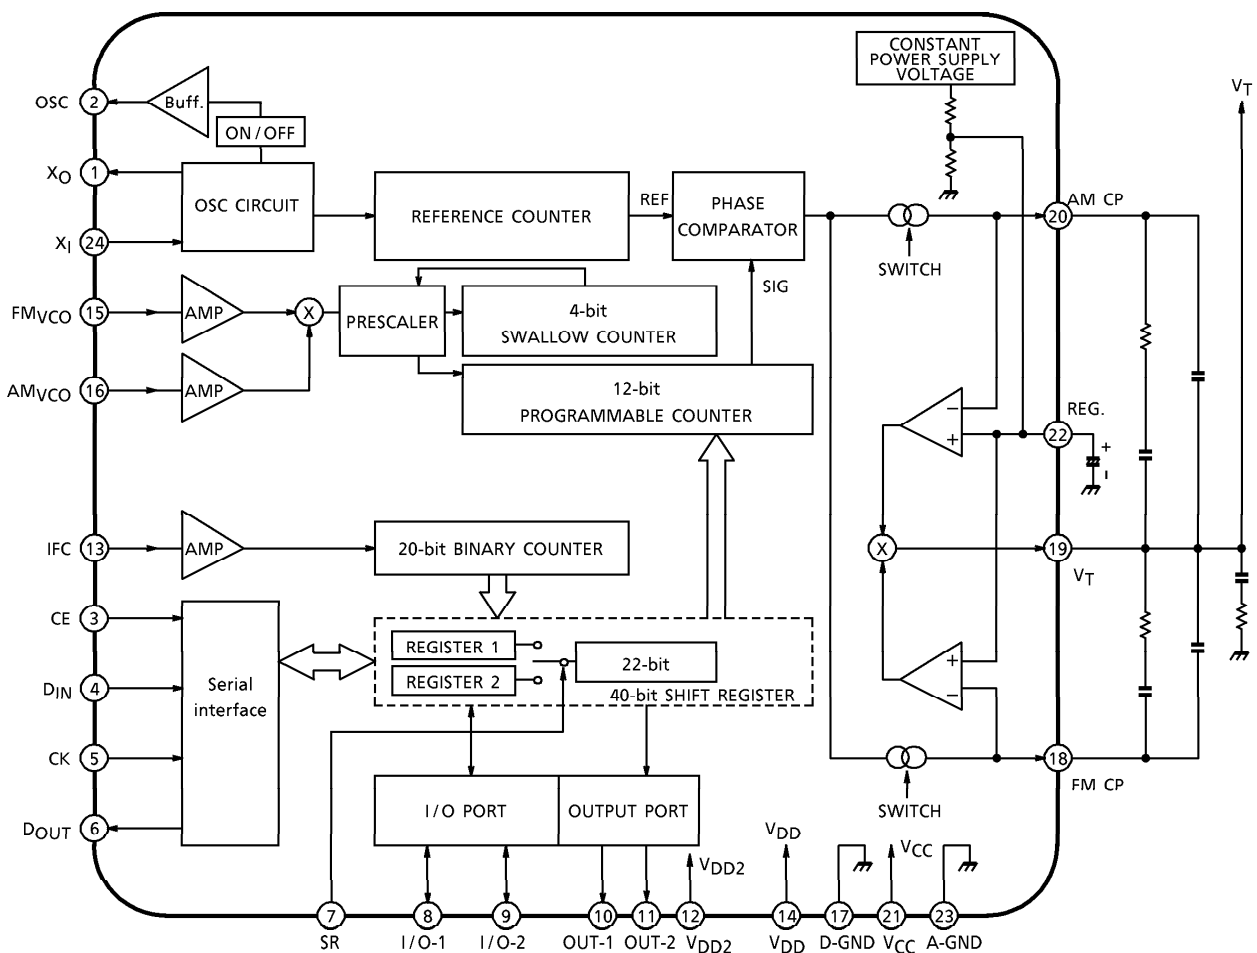 CONSTANT
POWER SUPPLY
VOLTAGE
VT
OSC
2
Buff.
ON/OFF
XO
1
OSC CIRCUIT
REFERENCE COUNTER
REF
PHASE
COMPARATOR
SWITCH
20
AM CP
XI
24
SIG
FMVCO
15
AMP
X
PRESCALER
4-bit
SWALLOW COUNTER
AMVCO
16
AMP
12-bit
PROGRAMMABLE COUNTER
−
+
REG.
22
+
-
IFC
13
AMP
20-bit BINARY COUNTER
X
19
VT
CE
3
REGISTER 1
22-bit
REGISTER 2
40-bit SHIFT REGISTER
+
−
DIN
4
Serial
interface
CK
5
18
FM CP
SWITCH
DOUT
6
I/O PORT
OUTPUT PORT
VDD2
VDD
VCC
7
8
9
10
11
12
14
17
21
23
SR
I/O-1
I/O-2
OUT-1
OUT-2
VDD2
VDD
D-GND
VCC
A-GND